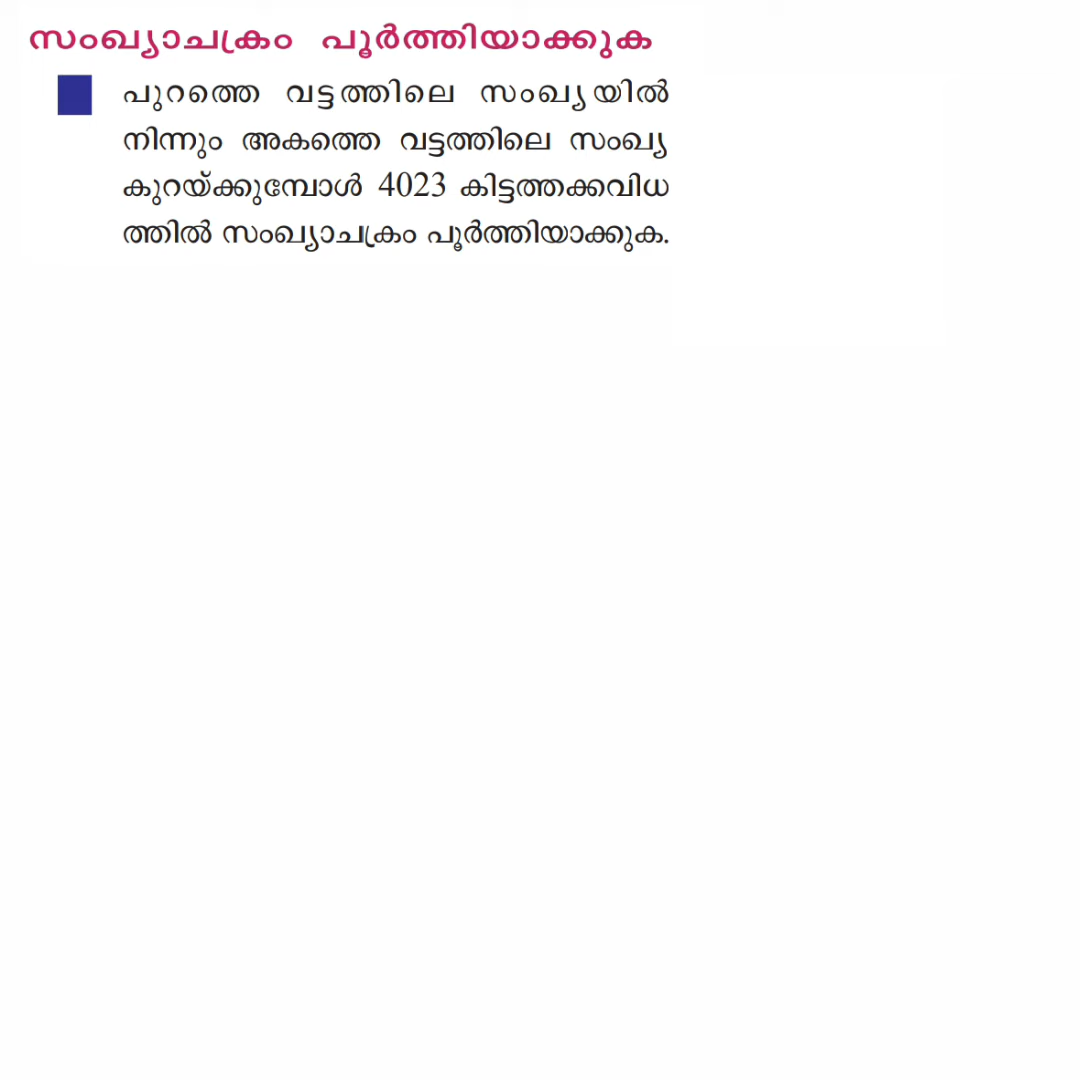 സംഖ്യാചക്രം പൂർത്തിയാക്കുക
പുറത്തെ വട്ടത്തിലെ സംഖ്യയിൽ
നിന്നും അകത്തെ വട്ടത്തിലെ സംഖ്യ
കുറയ്ക്കുമ്പോൾ 4023 കിട്ടത്തക്കവിധ
ത്തിൽ സംഖ്യാചക്രം പൂർത്തിയാക്കുക.